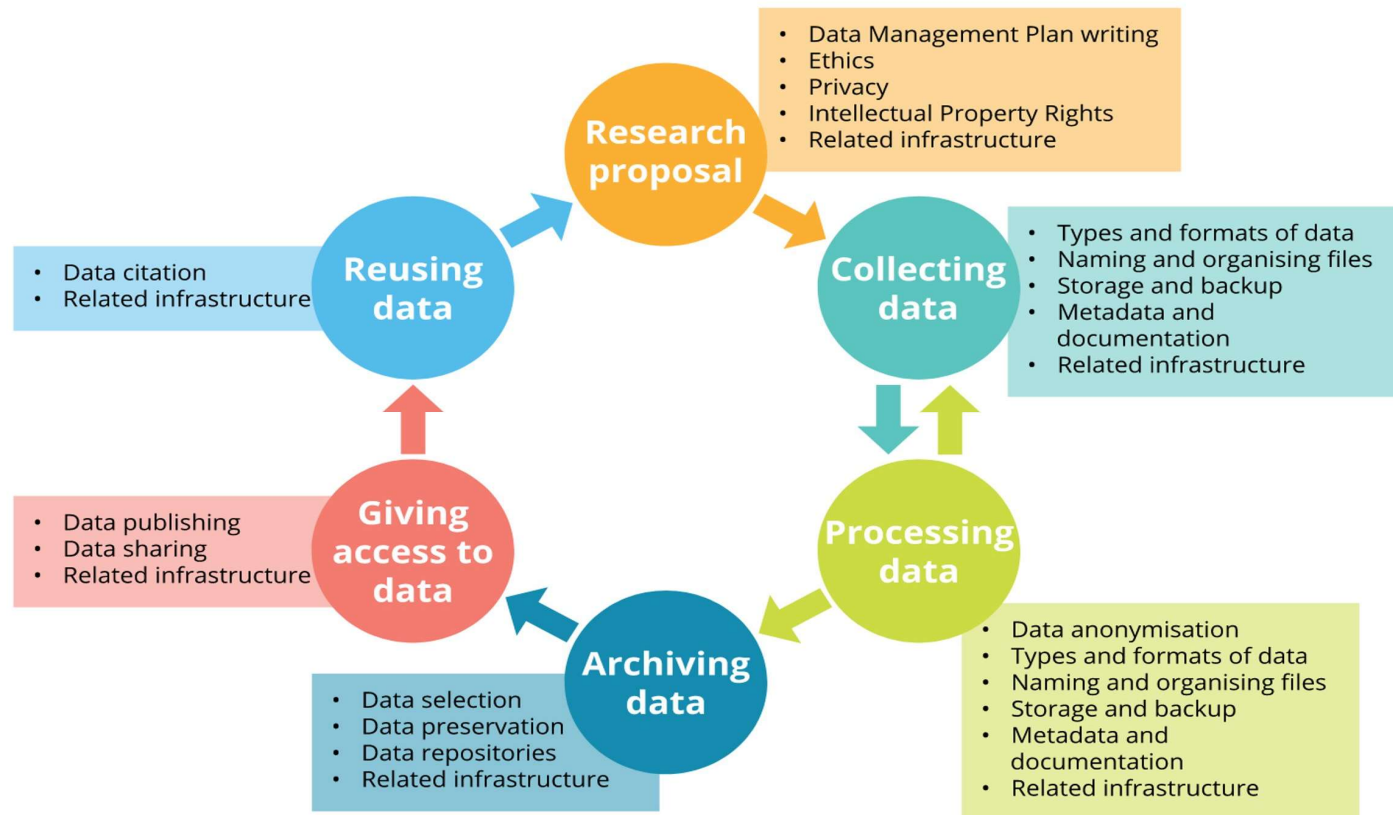 Research
proposal
• Data Management Plan writing
• Ethics
• Privacy
• Intellectual Property Rights
• Related infrastructure
Collecting
data
• Types and formats of data
• Naming and organising files
• Storage and backup
• Metadata and
documentation
• Related infrastructure
Processing
data
• Data anonymisation
• Types and formats of data
• Naming and organising files
• Storage and backup
• Metadata and
documentation
• Related infrastructure
Archiving
data
• Data selection
• Data preservation
• Data repositories
• Related infrastructure
Giving
access to
data
• Data publishing
• Data sharing
• Related infrastructure
Reusing
data
• Data citation
• Related infrastructure